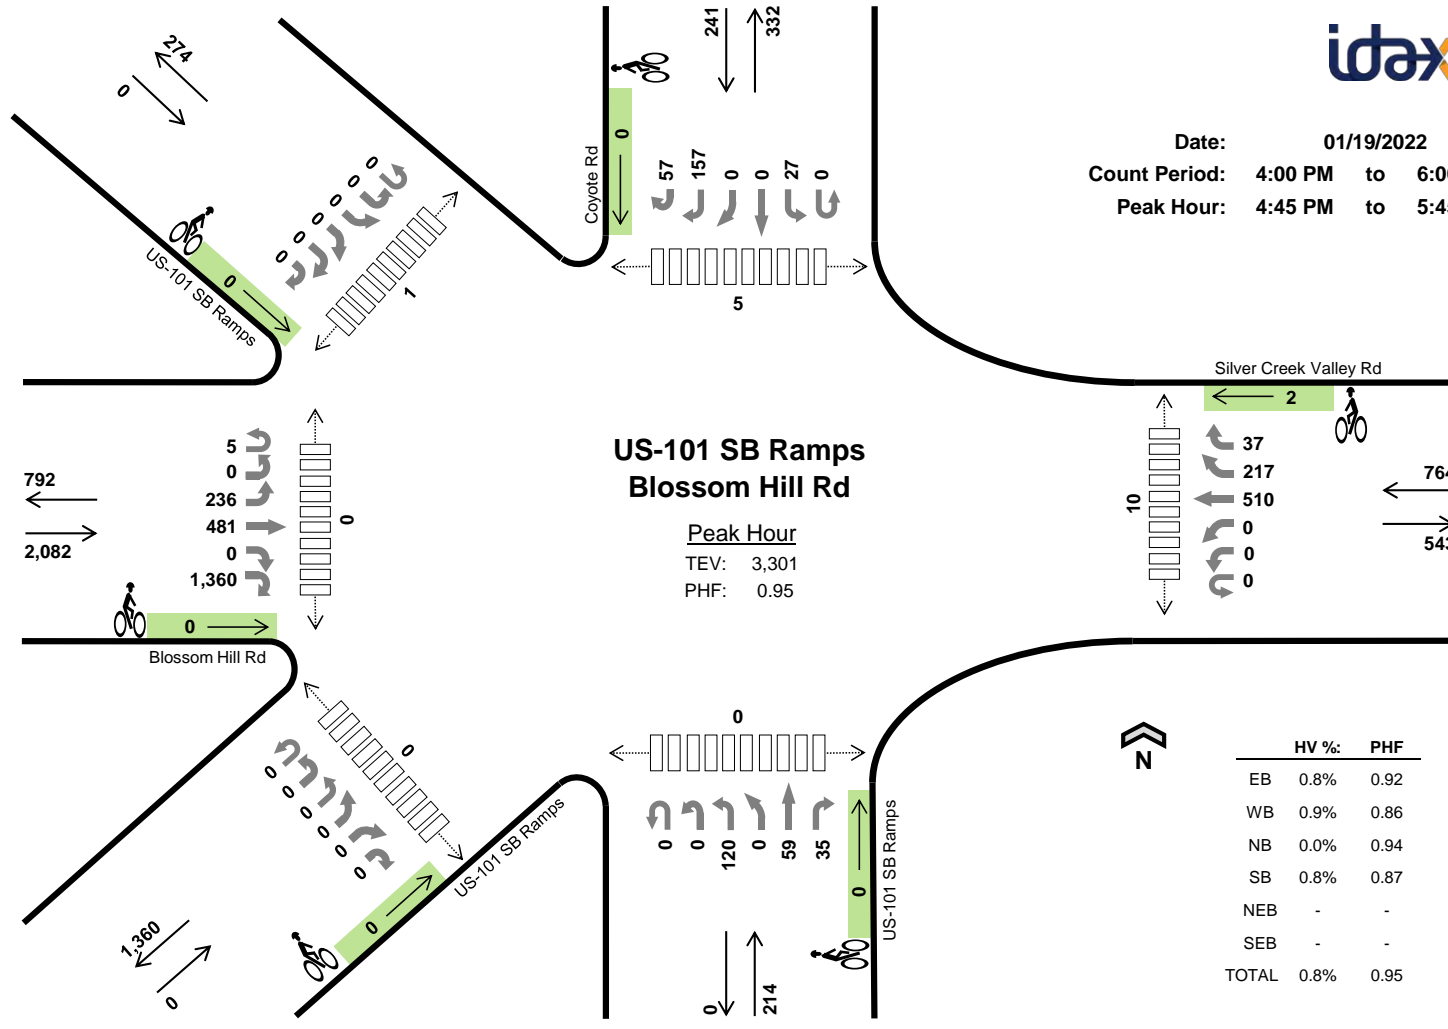 idax
Date: 01/19/2022
Count Period: 4:00 PM to 6:0
Peak Hour: 4:45 PM to 5:4
274
0
241
332
Coyote Rd
0
57 157 0 0 27 0
5
0 0 0 0 0 0
US-101 SB Ramps
0
1
Silver Creek Valley Rd
2
37
217
510
0
0
0
10
764
543
792
2,082
5
0
236
481
0
1,360
0
0
Blossom Hill Rd
US-101 SB Ramps
Blossom Hill Rd
Peak Hour
TEV: 3,301
PHF: 0.95
0
0 0 0 0 0 0
0
US-101 SB Ramps
1,360
0
0
0 0 120 0 59 35
0
US-101 SB Ramps
0
214
N
HV %: PHF
EB 0.8% 0.92
WB 0.9% 0.86
NB 0.0% 0.94
SB 0.8% 0.87
NEB - -
SEB - -
TOTAL 0.8% 0.95